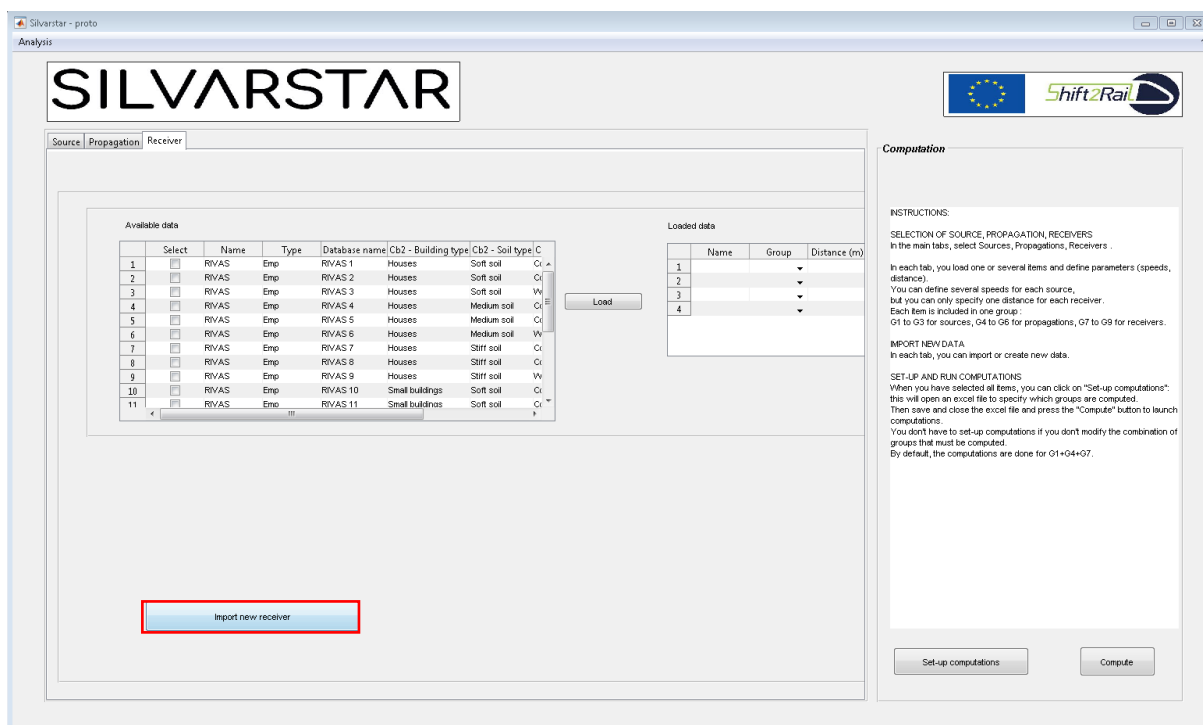 Silvarstar - proto
Analysis
SILVARSTAR
Shift2Rail
Source Propagation Receiver
Available data
Select Name Type Database name Cb2 - Building type Cb2 - Soil type C
1 RIVAS Emp RIVAS 1 Houses Soft soil Co
2 RIVAS Emp RIVAS 2 Houses Soft soil Co
3 RIVAS Emp RIVAS 3 Houses Soft soil W
4 RIVAS Emp RIVAS 4 Houses Medium soil Co
5 RIVAS Emp RIVAS 5 Houses Medium soil Co
6 RIVAS Emp RIVAS 6 Houses Medium soil W
7 RIVAS Emp RIVAS 7 Houses Stiff soil Co
8 RIVAS Emp RIVAS 8 Houses Stiff soil Co
9 RIVAS Emp RIVAS 9 Houses Stiff soil W
10 RIVAS Emp RIVAS 10 Small buildings Soft soil Co
11 RIVAS Emp RIVAS 11 Small buildings Soft soil Co
Load
Loaded data
Name Group Distance (m)
1
2
3
4
Import new receiver
Computation
INSTRUCTIONS:
SELECTION OF SOURCE, PROPAGATION, RECEIVERS
In the main tabs, select Sources, Propagations, Receivers .
In each tab, you load one or several items and define parameters (speeds,
distance).
You can define several speeds for each source,
but you can only specify one distance for each receiver.
Each item is included in one group :
G1 to G3 for sources, G4 to G6 for propagations, G7 to G9 for receivers.
IMPORT NEW DATA
In each tab, you can import or create new data.
SET-UP AND RUN COMPUTATIONS
When you have selected all items, you can click on "Set-up computations":
this will open an excel file to specify which groups are computed.
Then save and close the excel file and press the "Compute" button to launch
computations.
You don't have to set-up computations if you don't modify the combination of
groups that must be computed.
By default, the computations are done for G1+G4+G7.
Set-up computations
Compute